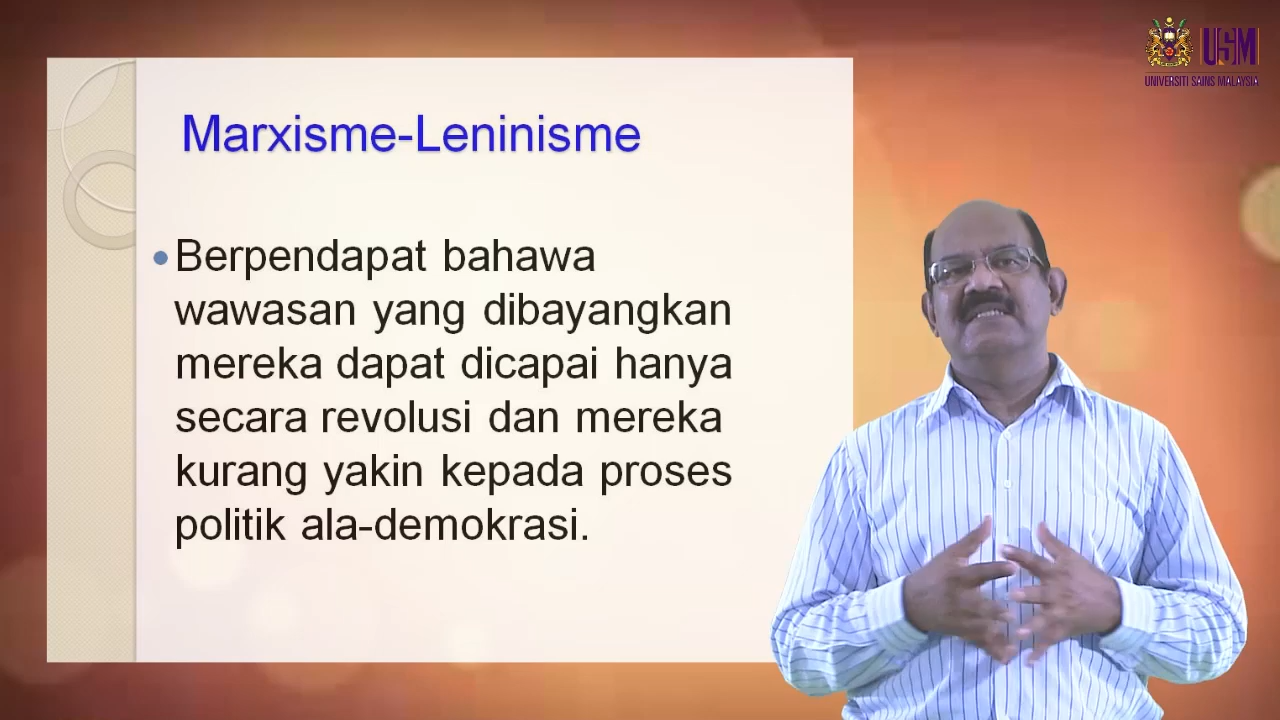 USM
UNIVERSITI SAINS MALAYSIA
Marxisme-Leninisme
Berpendapat bahawa
wawasan yang dibayangkan
mereka dapat dicapai hanya
secara revolusi dan mereka
kurang yakin kepada proses
politik ala-demokrasi.